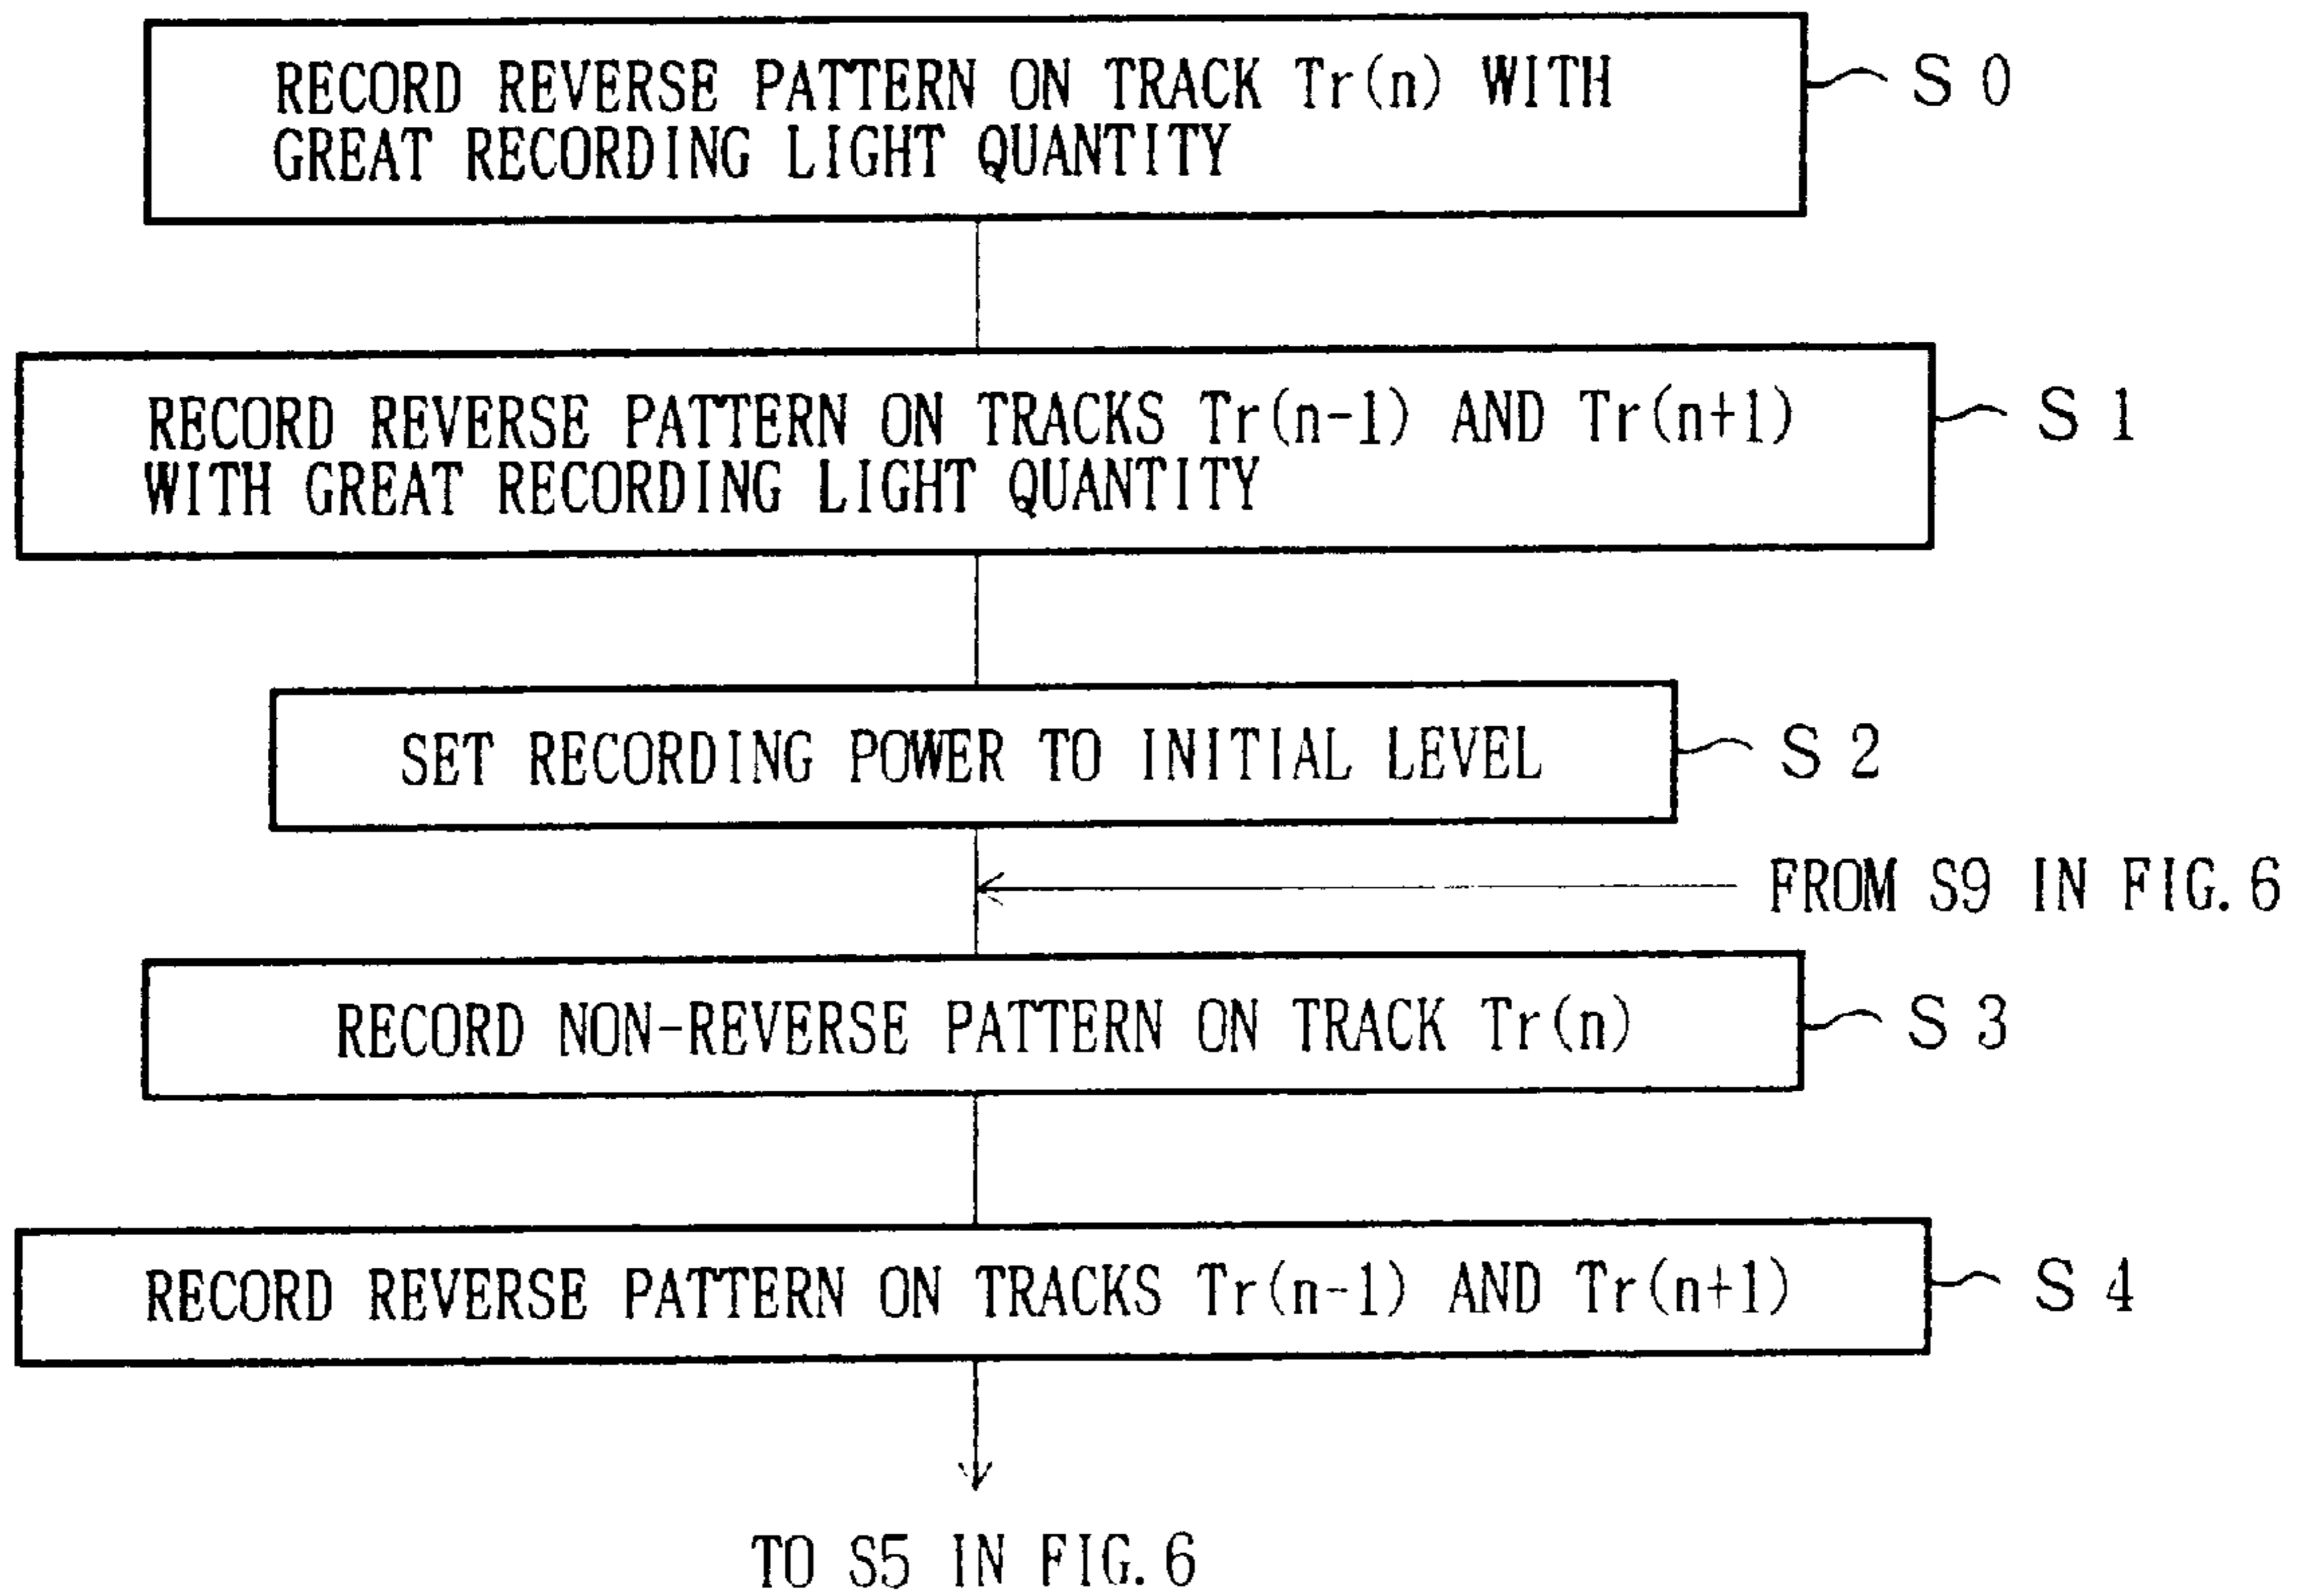 RECORD REVERSE PATTERN ON TRACK Tr(n) WITH
GREAT RECORDING LIGHT QUANTITY
S 0
RECORD REVERSE PATTERN ON TRACKS Tr(n-1) AND Tr(n+1)
WITH GREAT RECORDING LIGHT QUANTITY
S 1
SET RECORDING POWER TO INITIAL LEVEL
S 2
FROM S9 IN FIG. 6
RECORD NON-REVERSE PATTERN ON TRACK Tr(n)
S 3
RECORD REVERSE PATTERN ON TRACKS Tr(n-1) AND Tr(n+1)
S 4
TO S5 IN FIG. 6